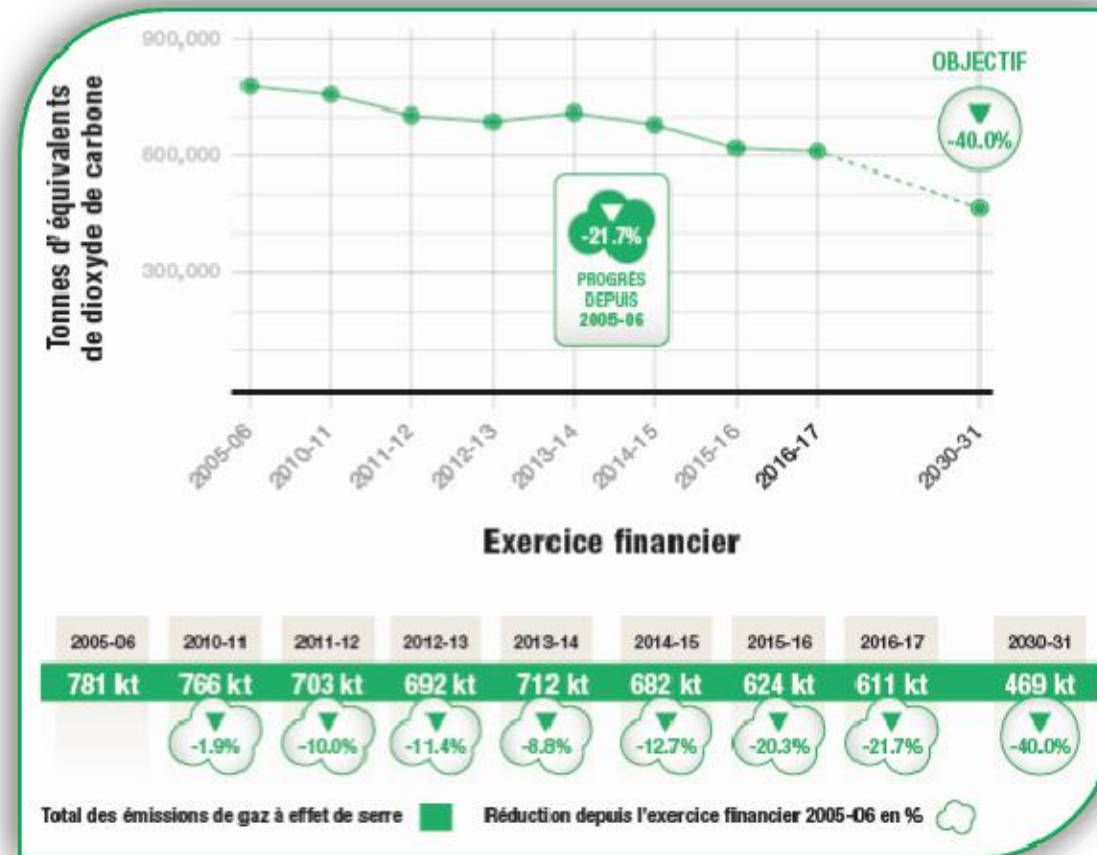 900,000
600,000
300,000
Tonnes d'équivalents
de dioxyde de carbone
OBJECTIF
-40.0%
-21.7%
PROGRÈS
DEPUIS
2005-06
2005-06
2010-11
2011-12
2012-13
2013-14
2014-15
2015-16
2016-17
2030-31
Exercice financier
2005-06 2010-11 2011-12 2012-13 2013-14 2014-15 2015-16 2016-17 2030-31
781 kt 766 kt 703 kt 692 kt 712 kt 682 kt 624 kt 611 kt 469 kt
-1.9% -10.0% -11.4% -8.8% -12.7% -20.3% -21.7% -40.0%
Total des émissions de gaz à effet de serre Réduction depuis l'exercice financier 2005-06 en %